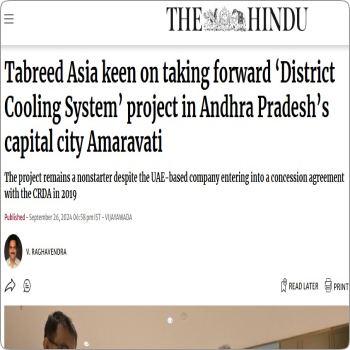 THE HINDU
Tabreed Asia keen on taking forward ‘District
Cooling System’ project in Andhra Pradesh’s
capital city Amaravati
The project remains a nonstarter despite the UAE-based company entering into a concession agreement
with the CRDA in 2019
Published - September 26, 2024 06:58 pm IST - VIJAYAWADA
V. RAGHAVENDRA
READ LATER PRINT